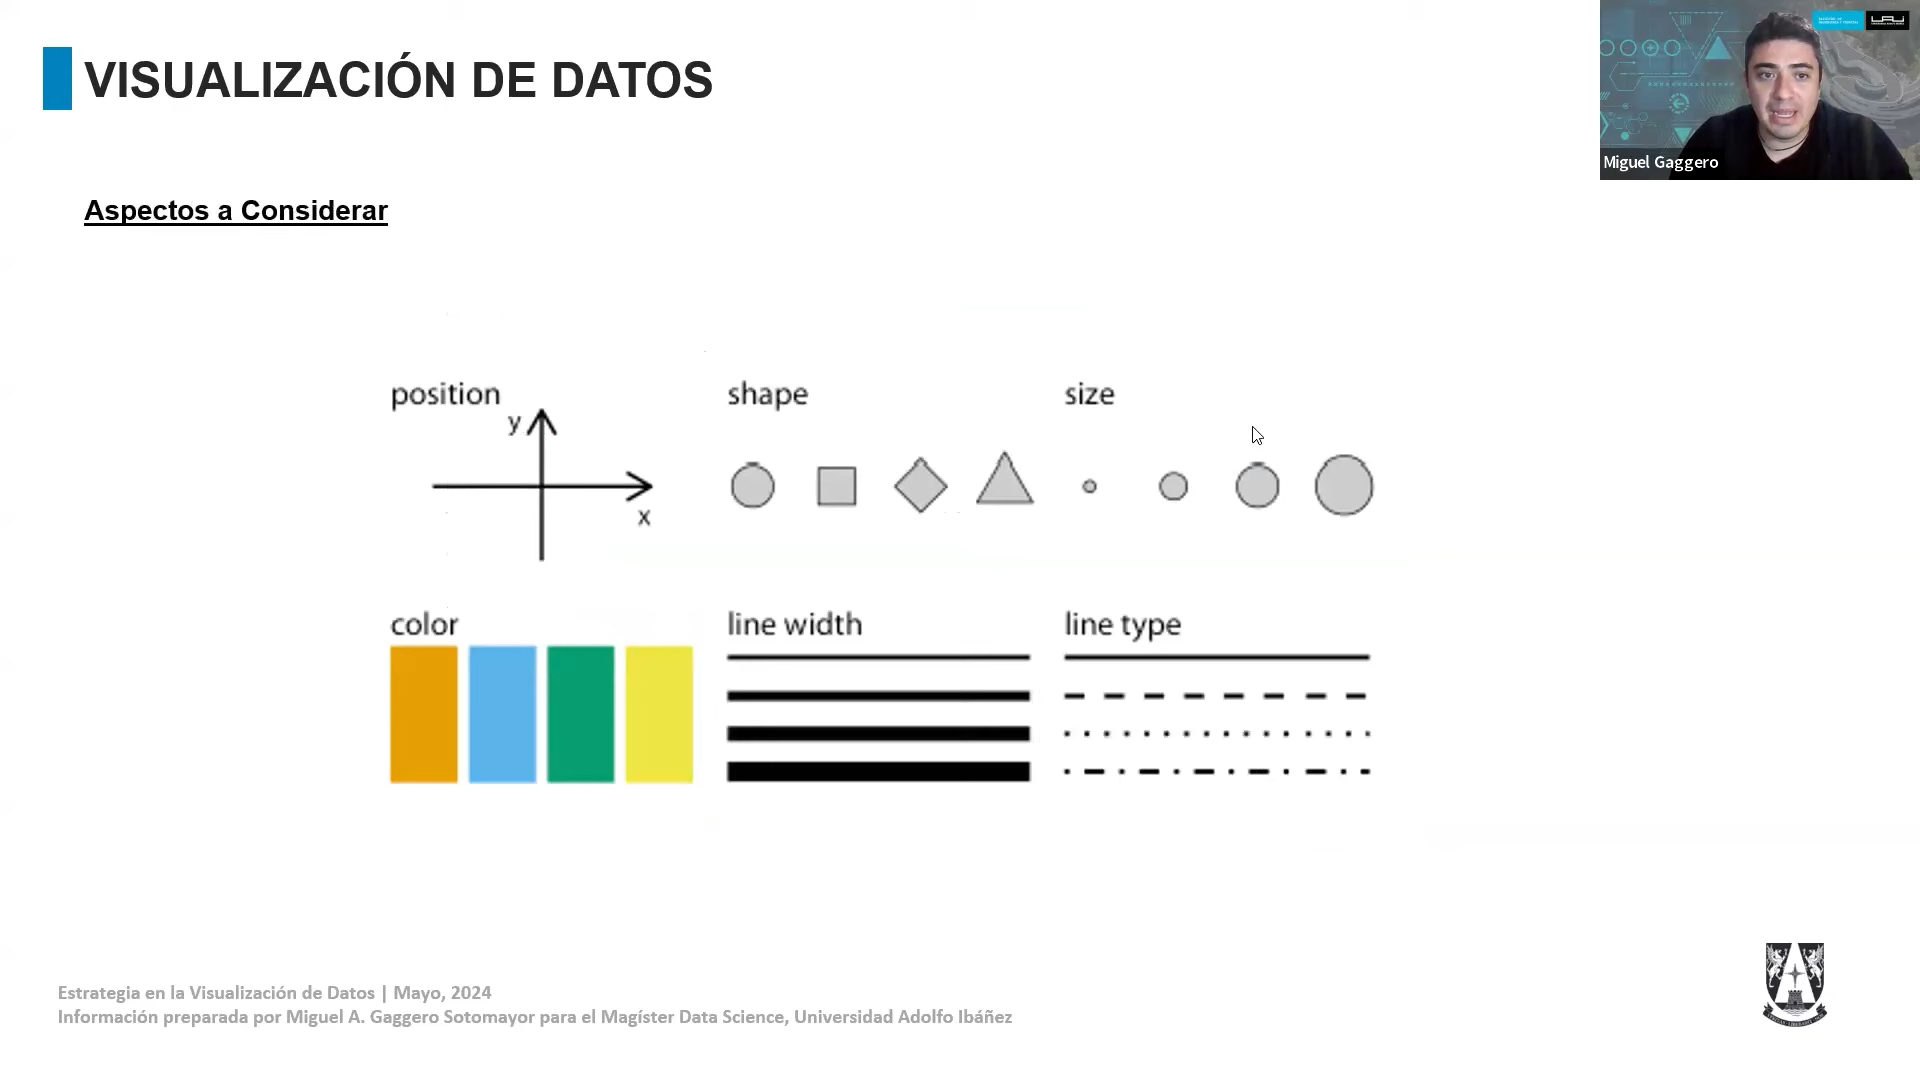 VISUALIZACIÓN DE DATOS
Miguel Gaggero
Aspectos a Considerar
position
y
x
shape
size
color
line width
line type
Estrategia en la Visualización de Datos | Mayo, 2024
Información preparada por Miguel A. Gaggero Sotomayor para el Magíster Data Science, Universidad Adolfo Ibáñez